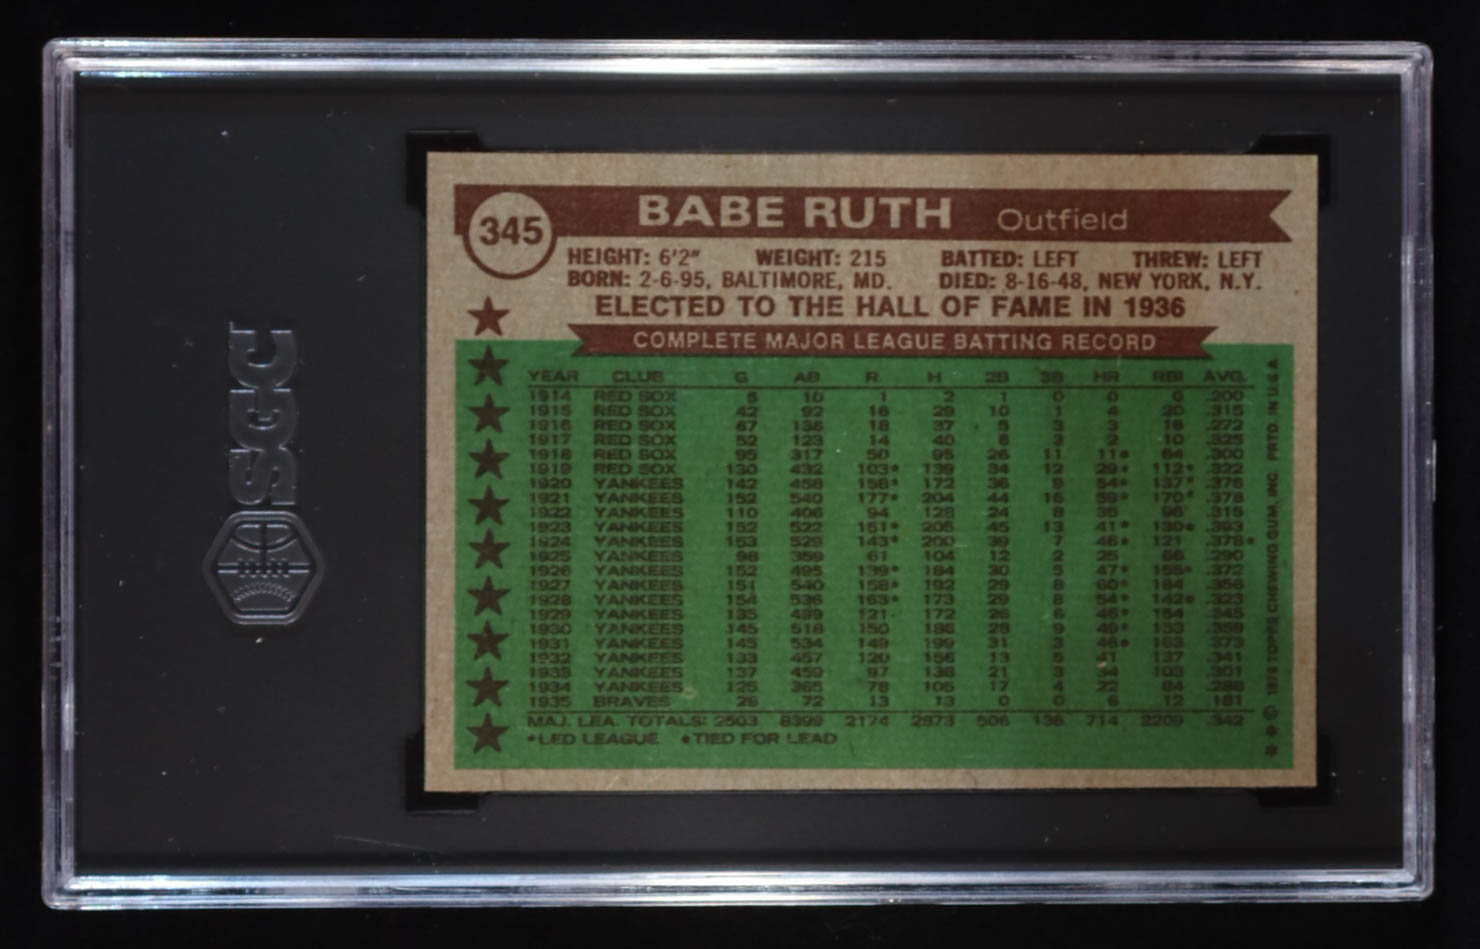 345
BABE RUTH Outfield
HEIGHT: 6'2" WEIGHT: 215 BATTED: LEFT THREW: LEFT
BORN: 2-6-95, BALTIMORE, MD. DIED: 8-16-48, NEW YORK, N.Y.
ELECTED TO THE HALL OF FAME IN 1936
COMPLETE MAJOR LEAGUE BATTING RECORD
YEAR CLUB G AB R H 2B 3B HR RBI AVG.
1914 RED SOX 5 10 1 2 1 0 0 0 .200
1915 RED SOX 42 92 16 29 10 1 4 20 .315
1916 RED SOX 67 136 18 37 5 3 3 16 .272
1917 RED SOX 52 123 14 40 6 3 2 10 .325
1918 RED SOX 95 317 50 95 26 11 11• 64 .300
1919 RED SOX 130 432 103* 139 34 12 29* 112* .322
1920 YANKEES 142 458 158* 172 36 9 54* 137* .376
1921 YANKEES 152 540 177* 204 44 16 59* 170* .378
1922 YANKEES 110 406 94 128 24 8 35 96 .315
1923 YANKEES 152 522 151* 205 45 13 41* 130• .393
1924 YANKEES 153 529 143* 200 39 7 46* 121 .378*
1925 YANKEES 98 359 61 104 12 2 25 66 .290
1926 YANKEES 152 495 139* 184 30 5 47* 155* .372
1927 YANKEES 151 540 158* 192 29 8 60* 164 .356
1928 YANKEES 154 536 163* 173 29 8 54* 142• .323
1929 YANKEES 135 499 121 172 26 6 46* 154 .345
1930 YANKEES 145 518 150 186 28 9 49* 153 .359
1931 YANKEES 145 534 149 199 31 3 46• 163 .373
1932 YANKEES 133 457 120 156 13 5 41 137 .341
1933 YANKEES 137 459 97 138 21 3 34 103 .301
1934 YANKEES 125 365 78 105 17 4 22 84 .288
1935 BRAVES 28 72 13 13 0 0 6 12 .181
MAJ. LEA. TOTALS: 2503 8399 2174 2873 506 136 714 2209 .342
*LED LEAGUE •TIED FOR LEAD
*** © 1976 TOPPS CHEWING GUM, INC. PRTD. IN U.S.A.
SGC